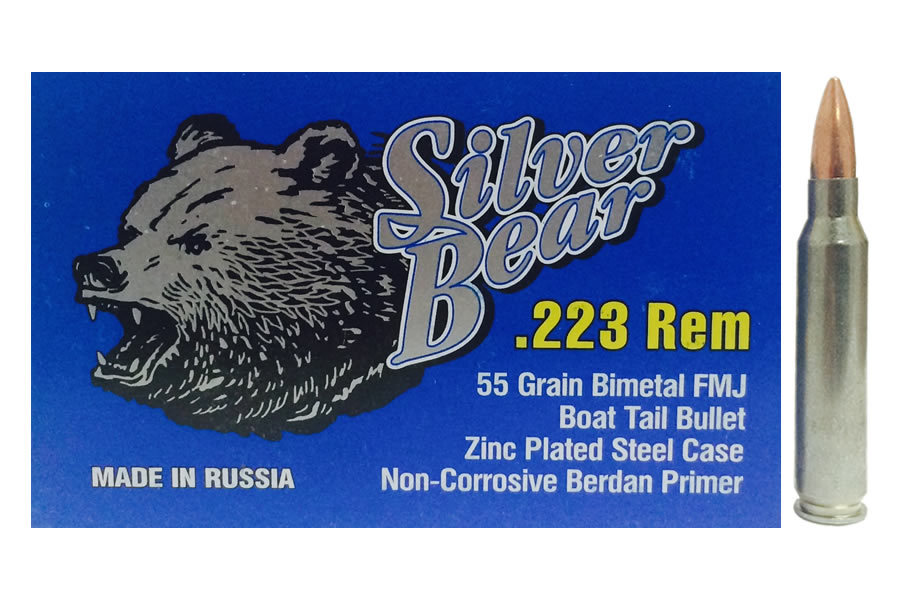 Silver
Bear
.223 Rem
55 Grain Bimetal FMJ
Boat Tail Bullet
Zinc Plated Steel Case
Non-Corrosive Berdan Primer
MADE IN RUSSIA